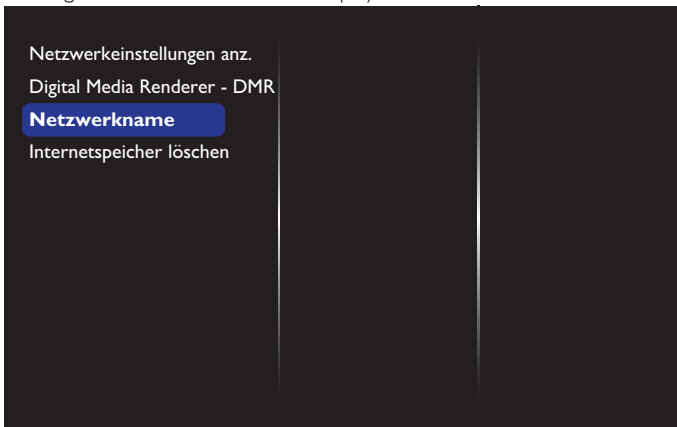 Netzwerkeinstellungen anz.
Digital Media Renderer - DMR
Netzwerkname
Internetspeicher löschen